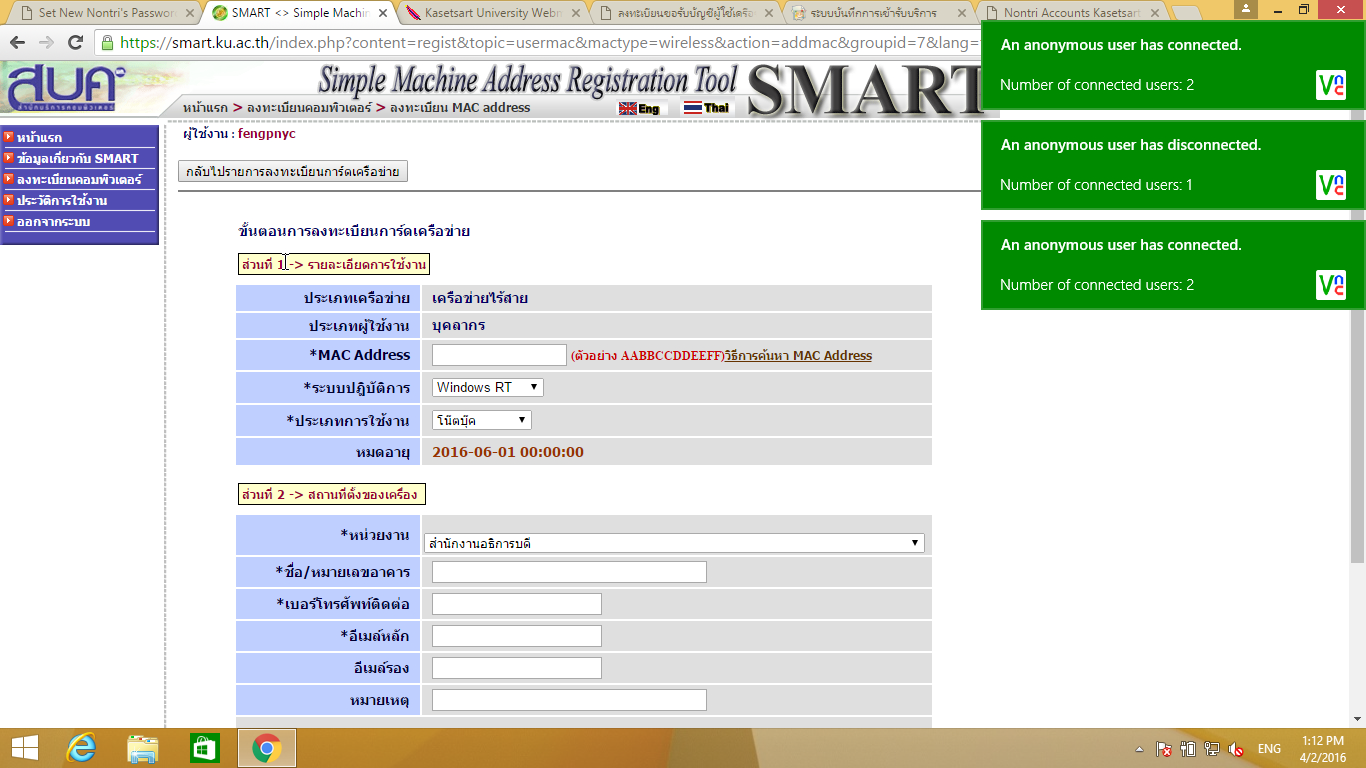 Set New Nontri's Passwor
SMART <> Simple Machin
Kasetsart University Webm
ลงทะเบียนขอรับบัญชีผู้ใช้เครือ
ระบบบันทึกการเข้ารับบริการ
Nontri Accounts Kasetsart
https://smart.ku.ac.th/index.php?content=regist&topic=usermac&mactype=wireless&action=addmac&groupid=7&lang=
An anonymous user has connected.
Number of connected users: 2
An anonymous user has disconnected.
Number of connected users: 1
An anonymous user has connected.
Number of connected users: 2
สบค
สำนักบริการคอมพิวเตอร์
Simple Machine Address Registration Tool SMART
หน้าแรก > ลงทะเบียนคอมพิวเตอร์ > ลงทะเบียน MAC address
Eng Thai
หน้าแรก
ข้อมูลเกี่ยวกับ SMART
ลงทะเบียนคอมพิวเตอร์
ประวัติการใช้งาน
ออกจากระบบ
ผู้ใช้งาน : fengpnyc
กลับไปรายการลงทะเบียนการ์ดเครือข่าย
ขั้นตอนการลงทะเบียนการ์ดเครือข่าย
ส่วนที่ 1 -> รายละเอียดการใช้งาน
ประเภทเครือข่าย เครือข่ายไร้สาย
ประเภทผู้ใช้งาน บุคลากร
*MAC Address (ตัวอย่าง AABBCCDDEEFF)วิธีการค้นหา MAC Address
*ระบบปฏิบัติการ Windows RT
*ประเภทการใช้งาน โน๊ตบุ๊ค
หมดอายุ 2016-06-01 00:00:00
ส่วนที่ 2 -> สถานที่ตั้งของเครื่อง
*หน่วยงาน สำนักงานอธิการบดี
*ชื่อ/หมายเลขอาคาร
*เบอร์โทรศัพท์ติดต่อ
*อีเมล์หลัก
อีเมล์รอง
หมายเหตุ
ENG
1:12 PM
4/2/2016